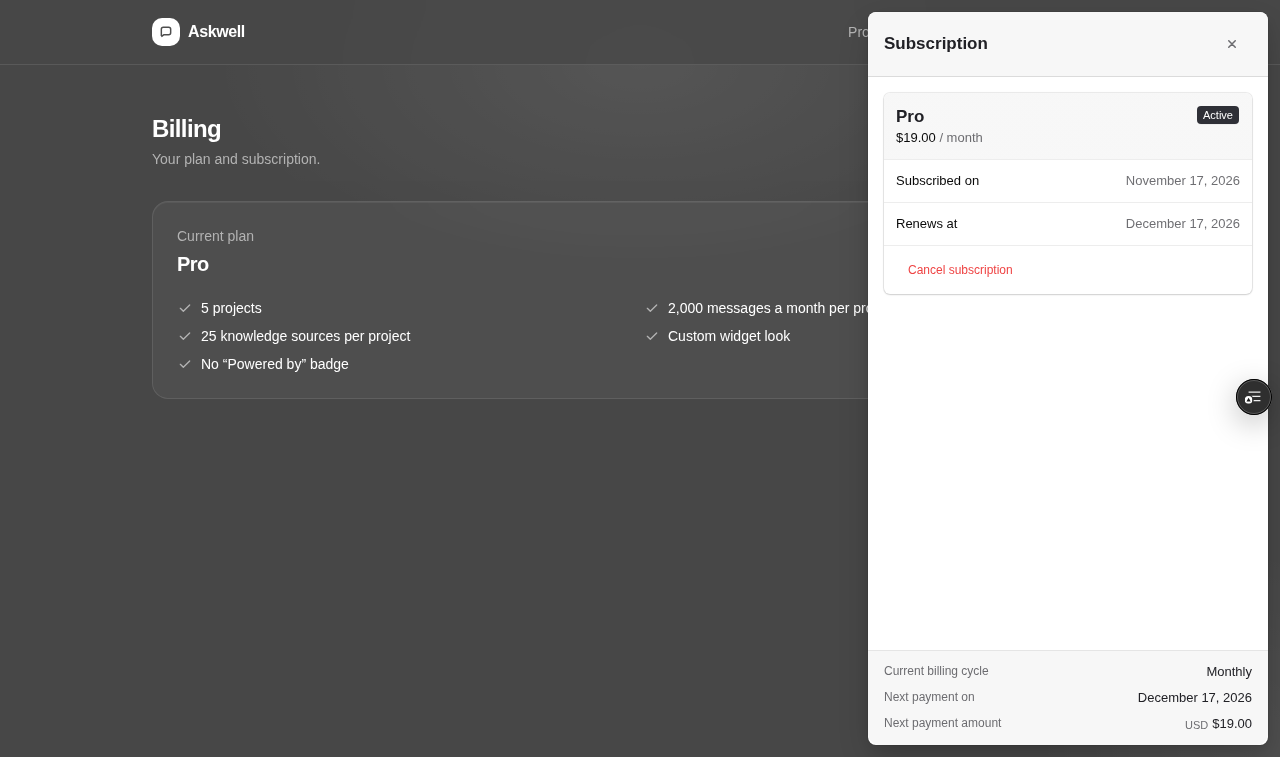 Askwell
Billing
Your plan and subscription.
Current plan
Pro
5 projects
2,000 messages a month per
25 knowledge sources per project
Custom widget look
No “Powered by” badge
Subscription
Pro
Active
$19.00 / month
Subscribed on
November 17, 2026
Renews at
December 17, 2026
Cancel subscription
Current billing cycle
Monthly
Next payment on
December 17, 2026
Next payment amount
USD $19.00